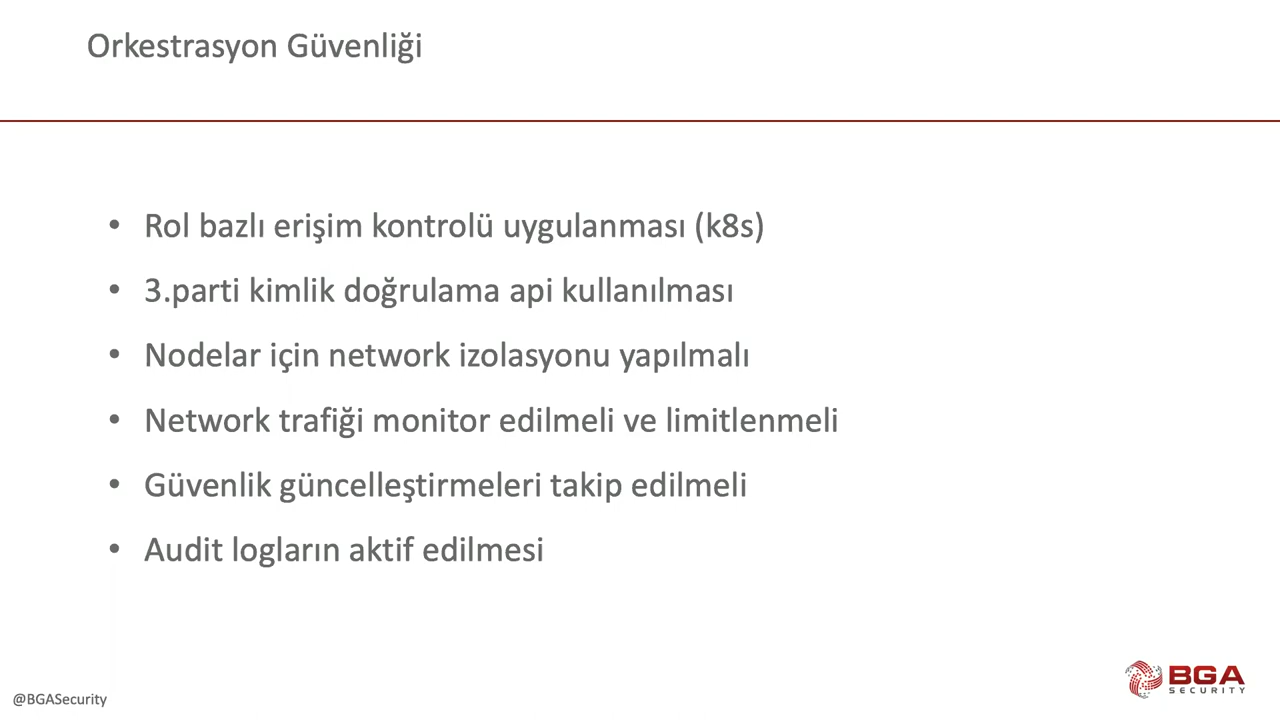 Orkestrasyon Güvenliği
• Rol bazlı erişim kontrolü uygulanması (k8s)
• 3.parti kimlik doğrulama api kullanılması
• Nodelar için network izolasyonu yapılmalı
• Network trafiği monitor edilmeli ve limitlenmeli
• Güvenlik güncelleştirmeleri takip edilmeli
• Audit logların aktif edilmesi
@BGASecurity
BGA
SECURITY